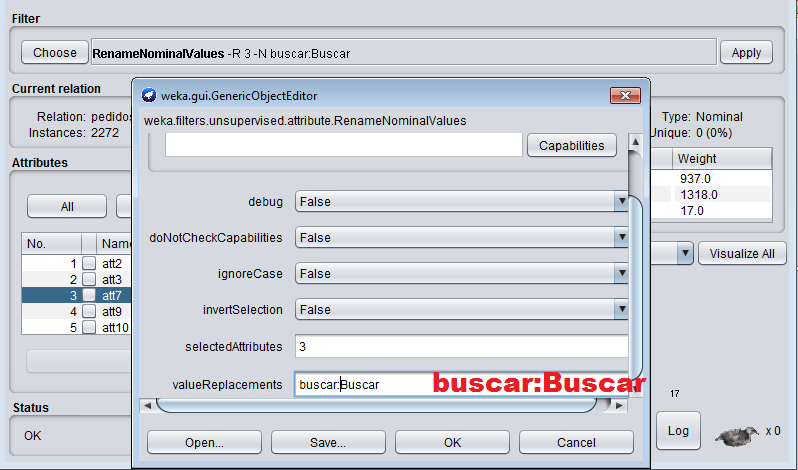 Filter
Choose
RenameNominalValues -R 3 -N buscar:Buscar
Apply
Current relation
Relation: pedidos
Type: Nominal
Instances: 2272
Unique: 0 (0%)
weka.gui.GenericObjectEditor
weka.filters.unsupervised.attribute.RenameNominalValues
Capabilities
debug False
doNotCheckCapabilities False
ignoreCase False
invertSelection False
selectedAttributes 3
valueReplacements buscar:Buscar
buscar:Buscar
Open...
Save...
OK
Cancel
Attributes
All
No. Name
1 att2
2 att3
3 att7
4 att9
5 att10
Weight
937.0
1318.0
17.0
Visualize All
17
Status
OK
Log
x 0